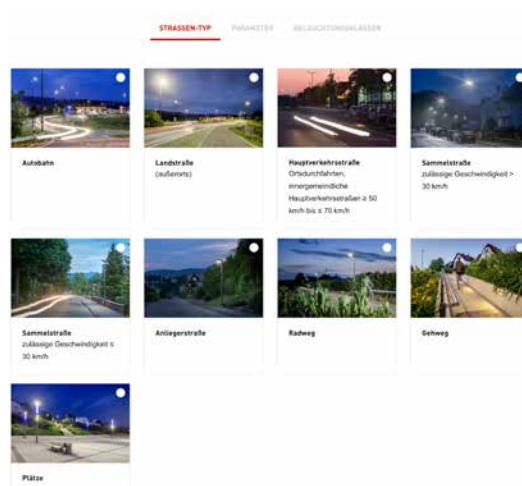 STRASSEN-TYP PARAMETER BELEUCHTUNGSKLASSEN
Autobahn
Landstraße
(außerorts)
Hauptverkehrsstraße
Ortsdurchfahrten,
innergemeindliche
Hauptverkehrsstraßen ≥ 50
km/h bis ≤ 70 km/h
Sammelstraße
zulässige Geschwindigkeit >
30 km/h
Sammelstraße
zulässige Geschwindigkeit ≤
30 km/h
Anliegerstraße
Radweg
Gehweg
Plätze